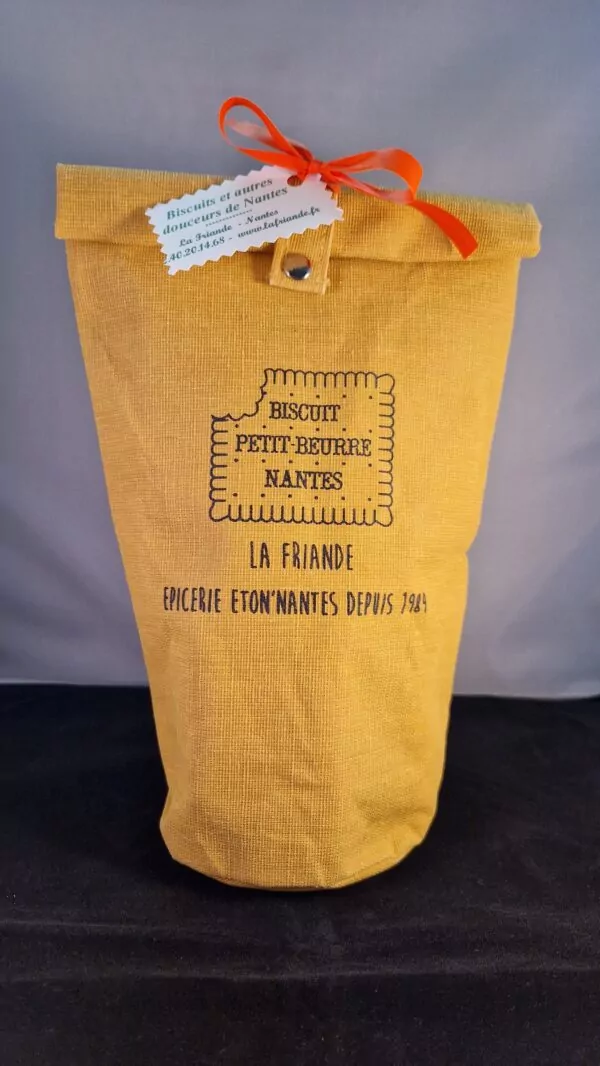 Biscuits et autres
douceurs de Nantes
La Friande - Nantes
.40.20.14.68 - www.lafriande.fr
BISCUIT
PETIT-BEURRE
NANTES
LA FRIANDE
EPICERIE ETON'NANTES DEPUIS 1984